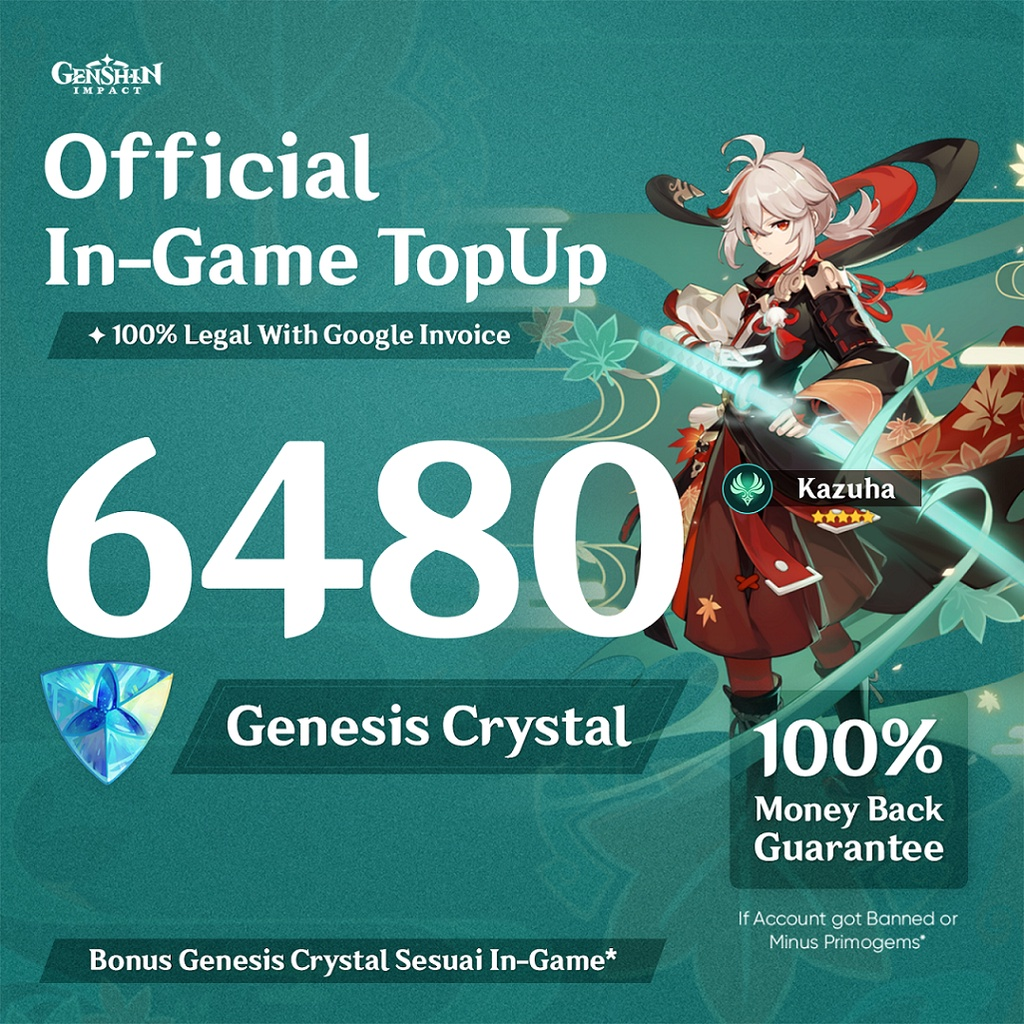 GENSHIN
IMPACT
Official
In-Game TopUp
100% Legal With Google Invoice
6480
Kazuha
Genesis Crystal
100%
Money Back
Guarantee
If Account got Banned or
Minus Primogems*
Bonus Genesis Crystal Sesuai In-Game*